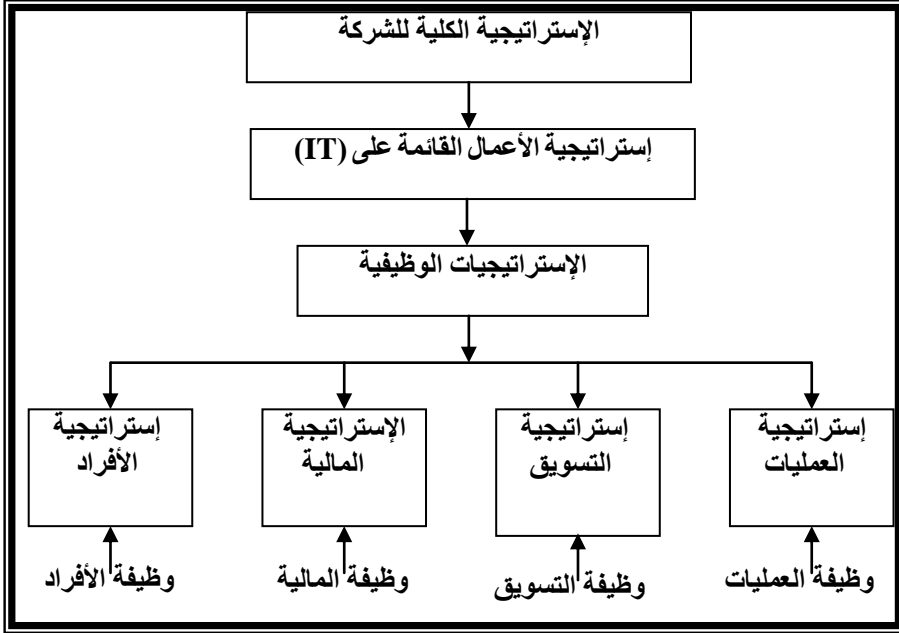 الإستراتيجية الكلية للشركة
إستراتيجية الأعمال القائمة على (IT)
الإستراتيجيات الوظيفية
إستراتيجية
العمليات
إستراتيجية
التسويق
الإستراتيجية
المالية
إستراتيجية
الأفراد
وظيفة العمليات
وظيفة التسويق
وظيفة المالية
وظيفة الأفراد